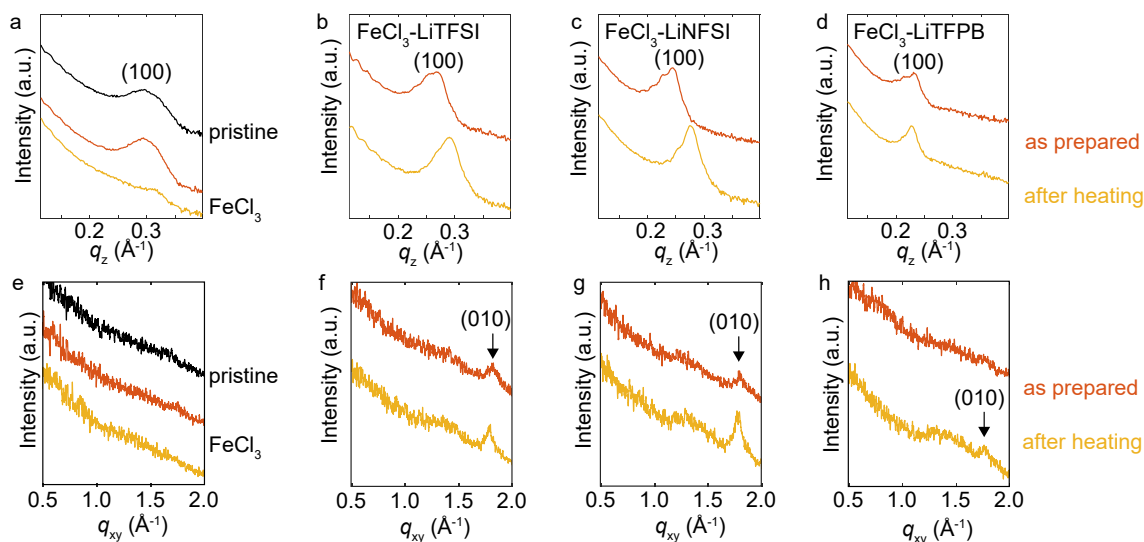 a
Intensity (a.u.)
(100)
pristine
FeCl3
0.2 0.3
qz (Å-1)
b
Intensity (a.u.)
FeCl3-LiTFSI
(100)
0.2 0.3
qz (Å-1)
c
Intensity (a.u.)
FeCl3-LiNFSI
(100)
0.2 0.3
qz (Å-1)
d
Intensity (a.u.)
FeCl3-LiTFPB
(100)
0.2 0.3
qz (Å-1)
as prepared
after heating
e
Intensity (a.u.)
pristine
FeCl3
0.5 1.0 1.5 2.0
qxy (Å-1)
f
Intensity (a.u.)
(010)
0.5 1.0 1.5 2.0
qxy (Å-1)
g
Intensity (a.u.)
(010)
0.5 1.0 1.5 2.0
qxy (Å-1)
h
Intensity (a.u.)
(010)
0.5 1.0 1.5 2.0
qxy (Å-1)
as prepared
after heating